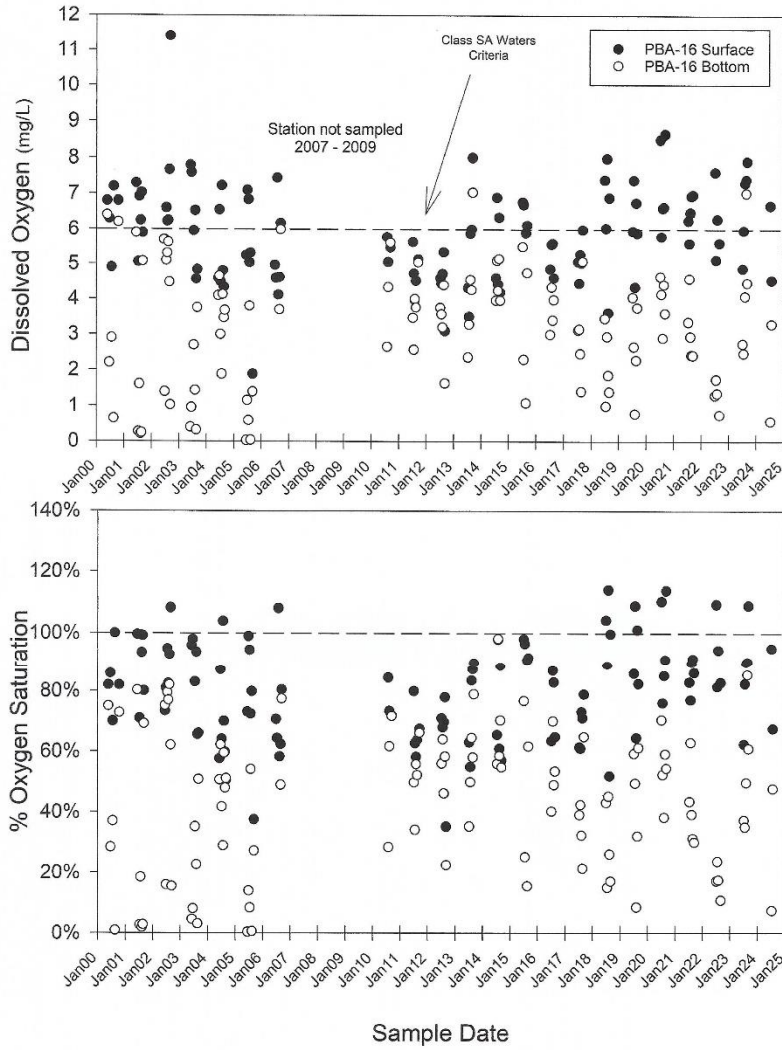 12
11
10
9
8
7
6
5
4
3
2
1
0
Dissolved Oxygen (mg/L)
Class SA Waters
Criteria
Station not sampled
2007 - 2009
PBA-16 Surface
PBA-16 Bottom
Jan00
Jan01
Jan02
Jan03
Jan04
Jan05
Jan06
Jan07
Jan08
Jan09
Jan10
Jan11
Jan12
Jan13
Jan14
Jan15
Jan16
Jan17
Jan18
Jan19
Jan20
Jan21
Jan22
Jan23
Jan24
Jan25
140%
120%
100%
80%
60%
40%
20%
0%
% Oxygen Saturation
Jan00
Jan01
Jan02
Jan03
Jan04
Jan05
Jan06
Jan07
Jan08
Jan09
Jan10
Jan11
Jan12
Jan13
Jan14
Jan15
Jan16
Jan17
Jan18
Jan19
Jan20
Jan21
Jan22
Jan23
Jan24
Jan25
Sample Date